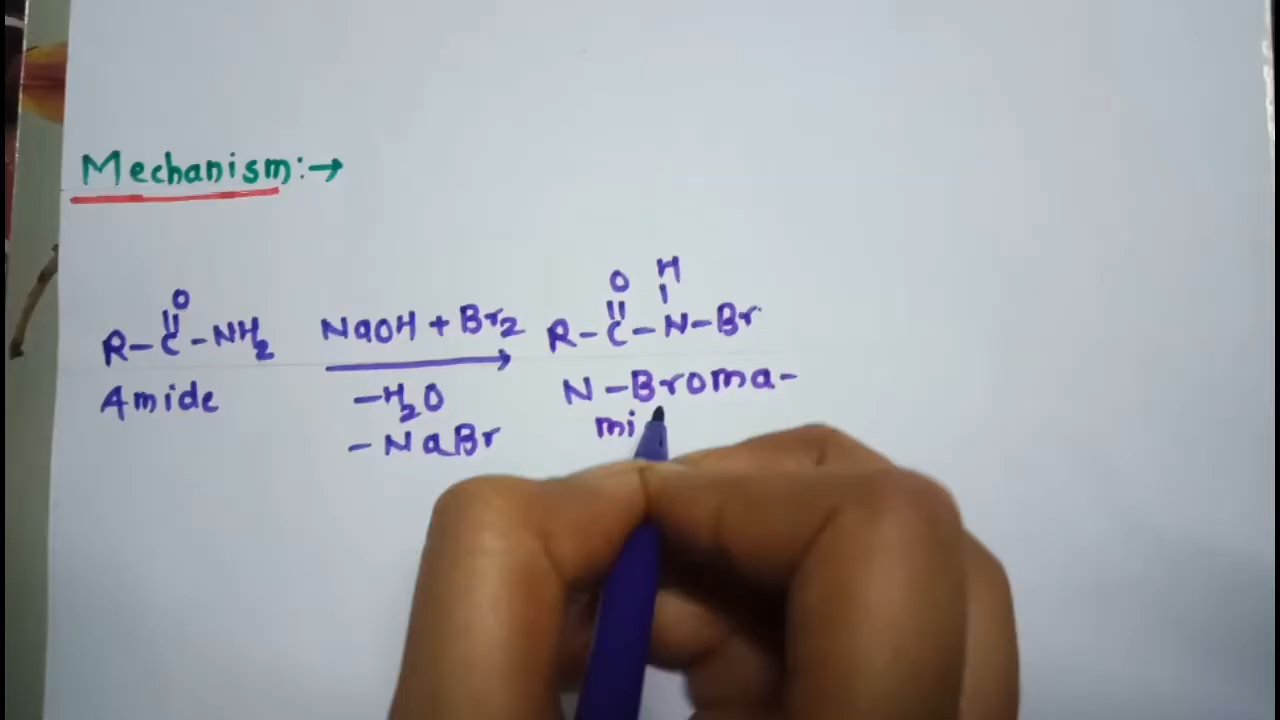 Mechanism:→
O
R-C-NH2
Amide
NaOH + Br2
-H2O
-NaBr
O H
R-C-N-Br
N-Broma-
mi